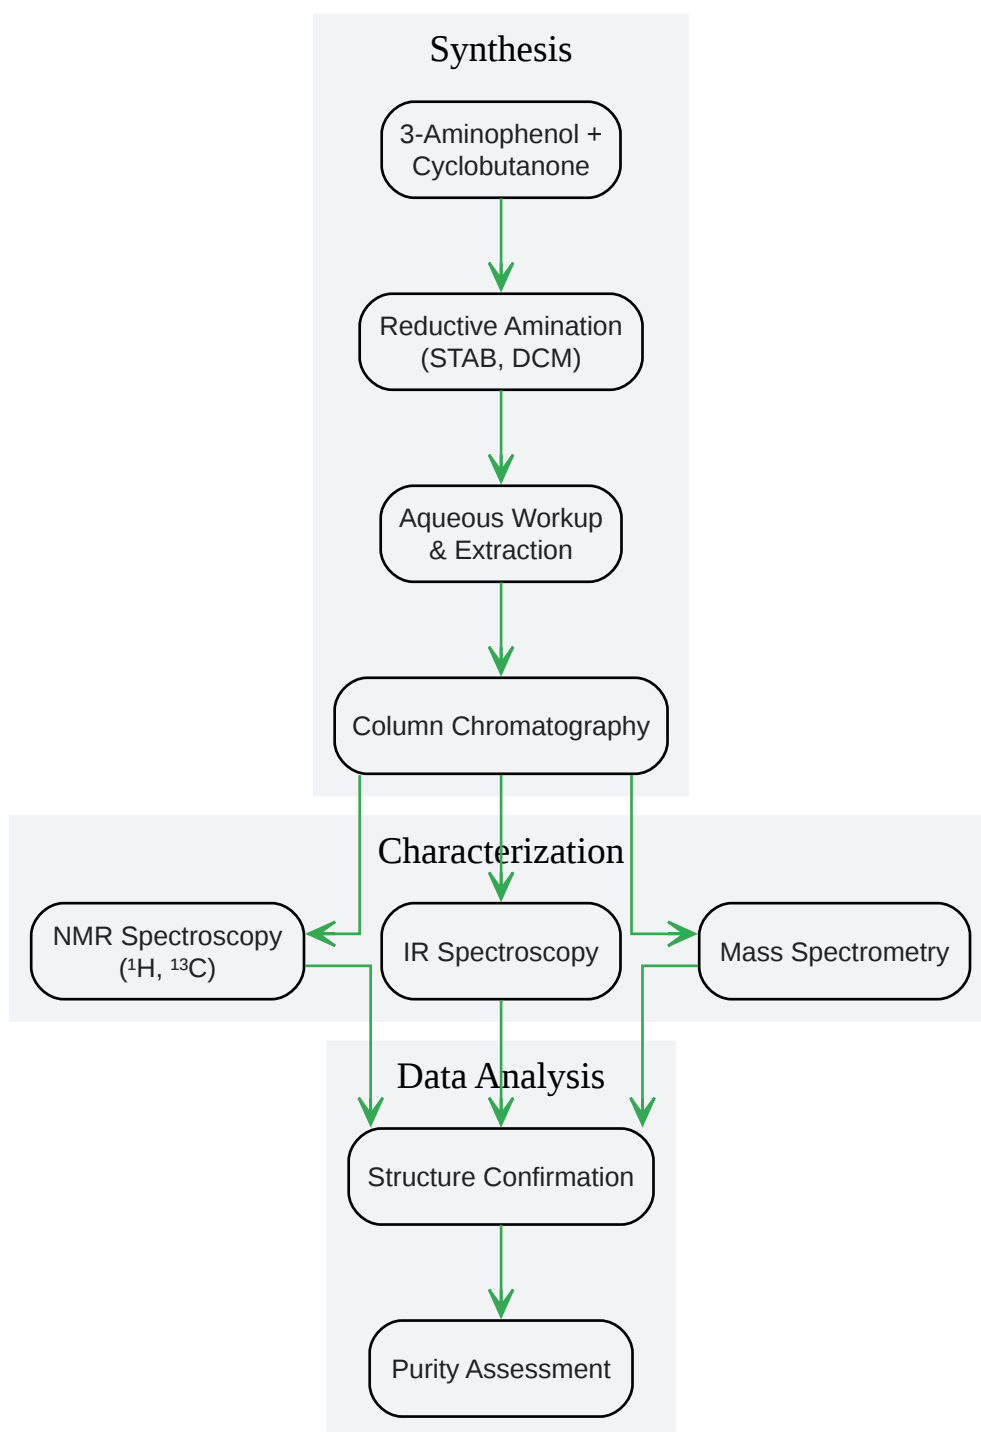 Synthesis
3-Aminophenol +
Cyclobutanone
Reductive Amination
(STAB, DCM)
Aqueous Workup
& Extraction
Column Chromatography
Characterization
NMR Spectroscopy
(¹H, ¹³C)
IR Spectroscopy
Mass Spectrometry
Data Analysis
Structure Confirmation
Purity Assessment